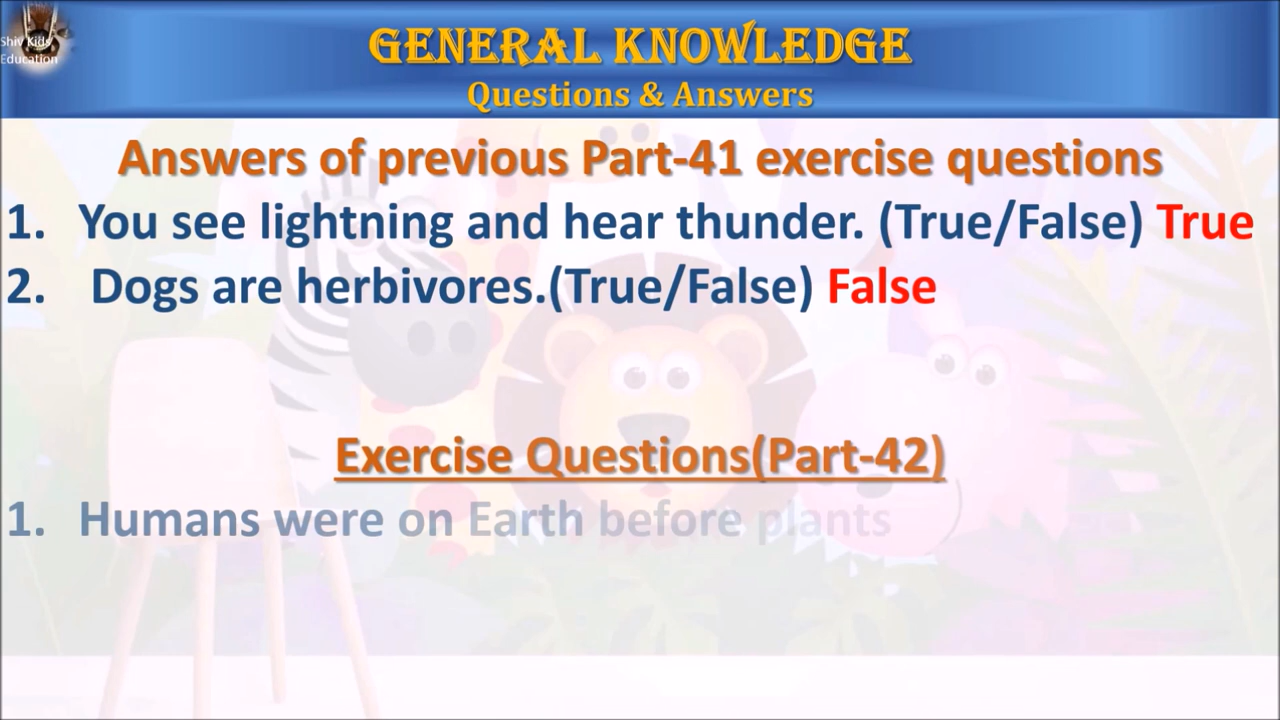 Shiv Kids
Education
GENERAL KNOWLEDGE
Questions & Answers
Answers of previous Part-41 exercise questions
1. You see lightning and hear thunder. (True/False) True
2. Dogs are herbivores.(True/False) False
Exercise Questions(Part-42)
1. Humans were on Earth before plants